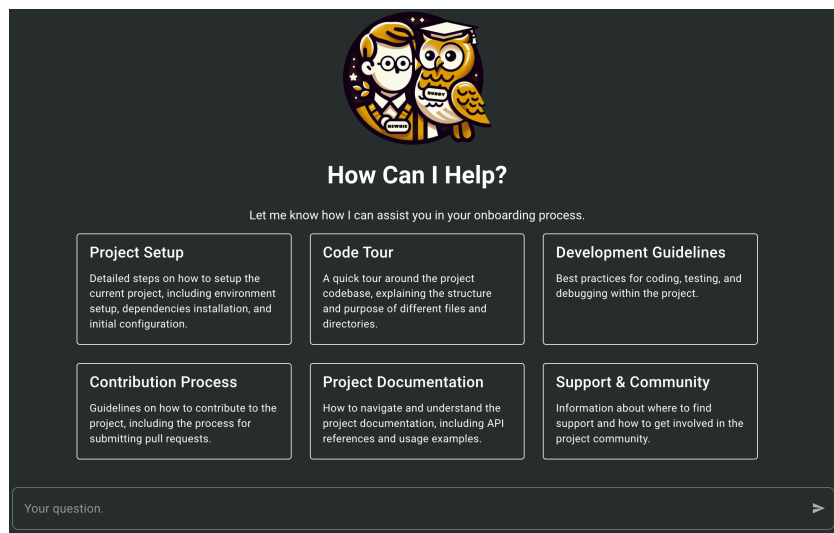 NEWBIE
BUDDY
How Can I Help?
Let me know how I can assist you in your onboarding process.
Project Setup
Detailed steps on how to setup the
current project, including environment
setup, dependencies installation, and
initial configuration.
Code Tour
A quick tour around the project
codebase, explaining the structure
and purpose of different files and
directories.
Development Guidelines
Best practices for coding, testing, and
debugging within the project.
Contribution Process
Guidelines on how to contribute to the
project, including the process for
submitting pull requests.
Project Documentation
How to navigate and understand the
project documentation, including API
references and usage examples.
Support & Community
Information about where to find
support and how to get involved in the
project community.
Your question.